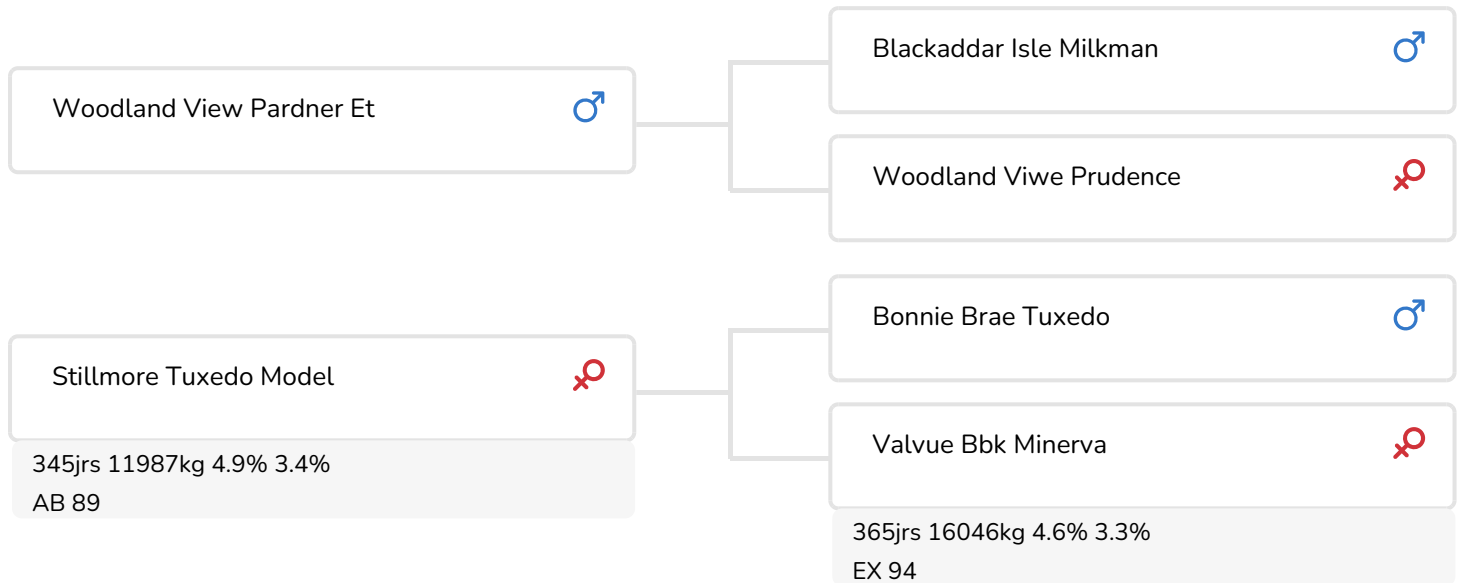 Blackaddar Isle Milkman
Woodland View Pardner Et
Woodland Viwe Prudence
Bonnie Brae Tuxedo
Stillmore Tuxedo Model
345jrs 11987kg 4.9% 3.4%
AB 89
Valvue Bbk Minerva
365jrs 16046kg 4.6% 3.3%
EX 94